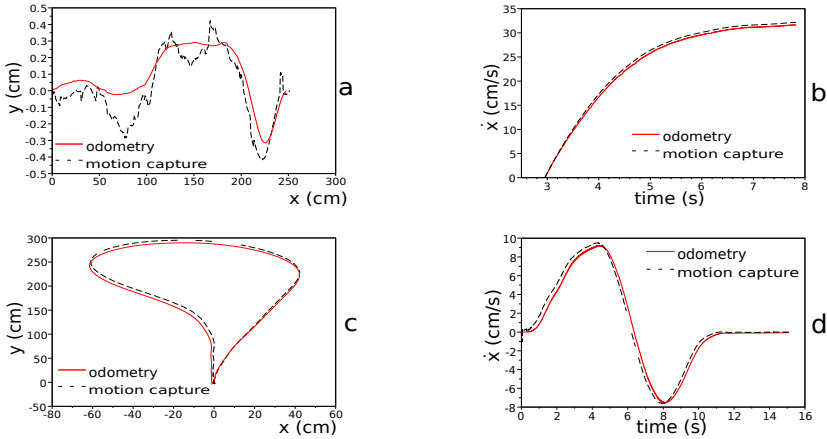 0.5
0.4
0.3
0.2
0.1
0.0
-0.1
-0.2
-0.3
-0.4
-0.5
y (cm)
odometry
motion capture
0 50 100 150 200 250 300
x (cm)
a
35
30
25
20
15
10
5
0
ẋ (cm/s)
odometry
motion capture
3 4 5 6 7 8
time (s)
b
300
250
200
150
100
50
0
-50
y (cm)
odometry
motion capture
-80 -60 -40 -20 0 20 40 60
x (cm)
c
10
8
6
4
2
0
-2
-4
-6
-8
ẋ (cm/s)
odometry
motion capture
0 2 4 6 8 10 12 14 16
time (s)
d